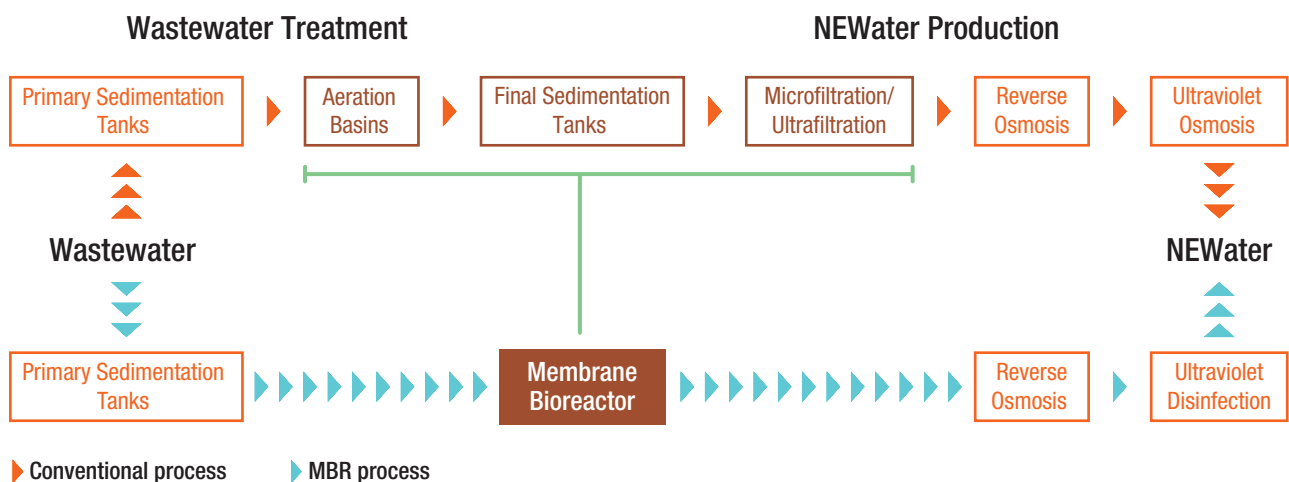 Wastewater Treatment
NEWater Production
Primary Sedimentation
Tanks
Aeration
Basins
Final Sedimentation
Tanks
Microfiltration/
Ultrafiltration
Reverse
Osmosis
Ultraviolet
Osmosis
Wastewater
NEWater
Primary Sedimentation
Tanks
Membrane
Bioreactor
Reverse
Osmosis
Ultraviolet
Disinfection
Conventional process
MBR process